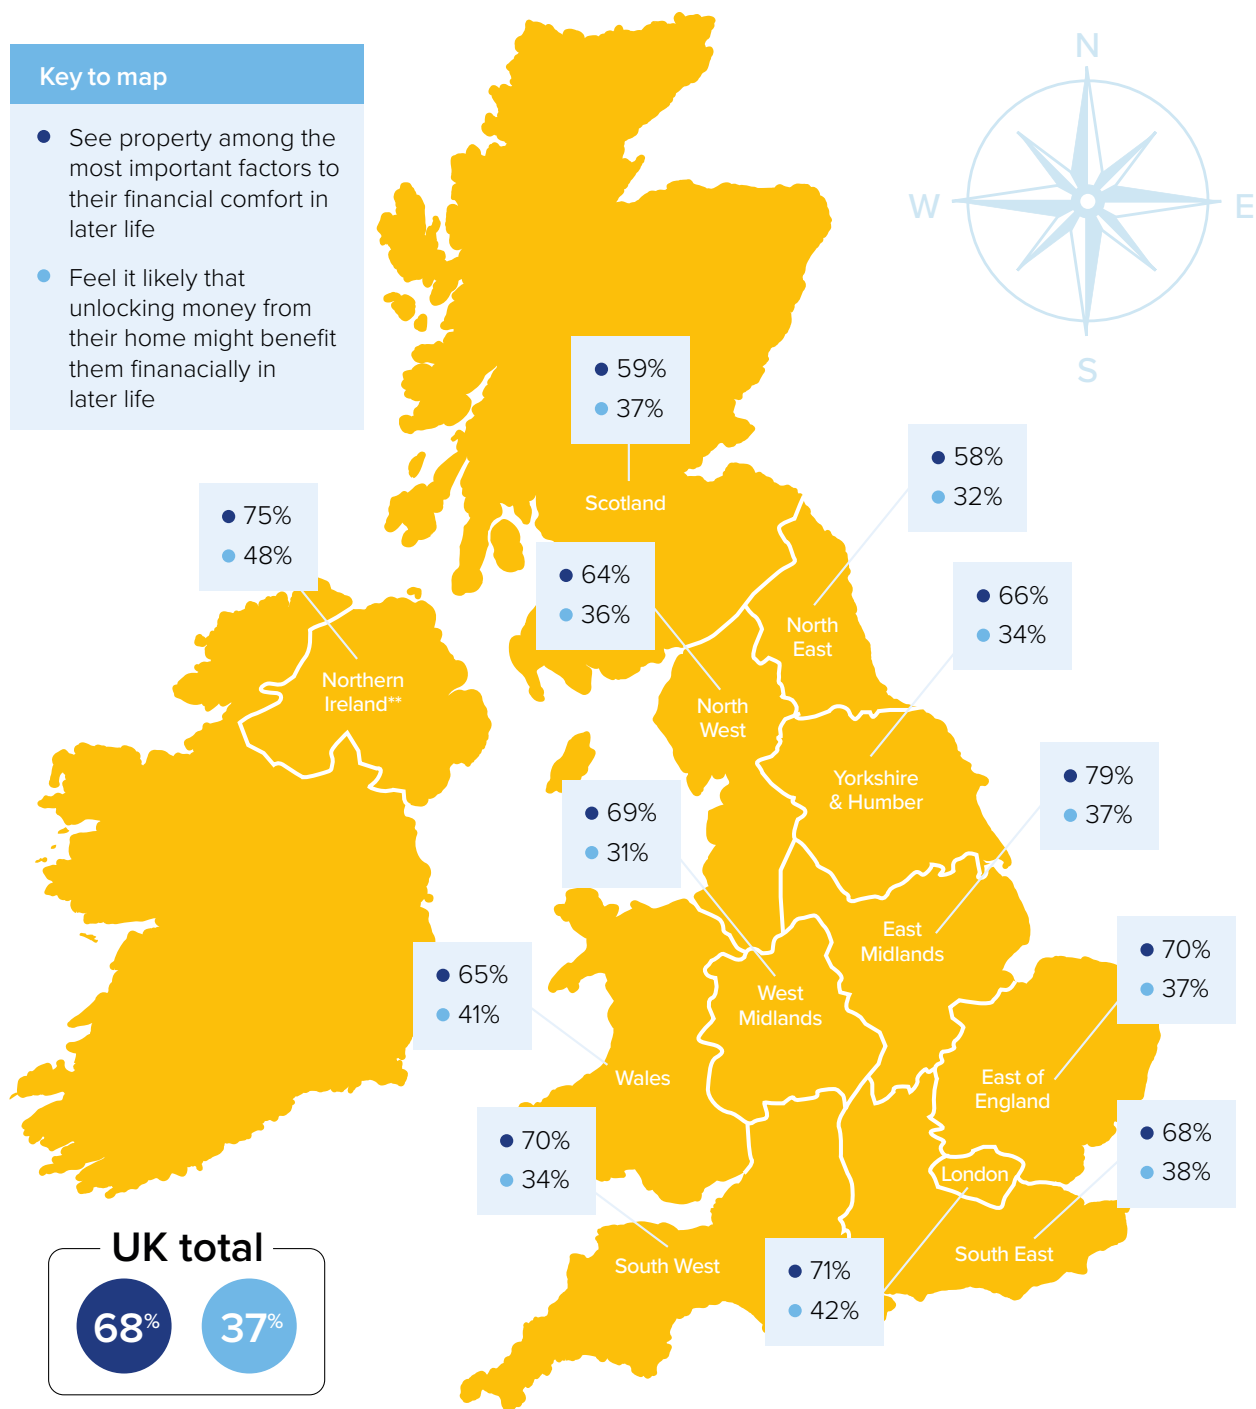 Key to map
See property among the
most important factors to
their financial comfort in
later life
Feel it likely that
unlocking money from
their home might benefit
them finanacially in
later life
N
W
E
S
59%
37%
Scotland
58%
32%
North
East
75%
48%
Northern
Ireland**
64%
36%
North
West
66%
34%
Yorkshire
& Humber
79%
37%
East
Midlands
69%
31%
West
Midlands
70%
37%
East of
England
65%
41%
Wales
68%
38%
South East
70%
34%
South West
London
71%
42%
UK total
68%
37%